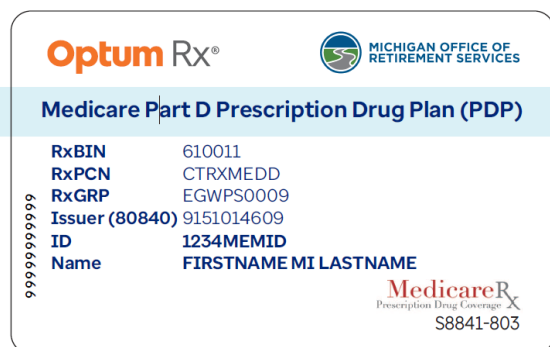 Optum Rx®
MICHIGAN OFFICE OF
RETIREMENT SERVICES
Medicare Part D Prescription Drug Plan (PDP)
RxBIN 610011
RxPCN CTRXMEDD
RxGRP EGWPS0009
Issuer (80840) 9151014609
ID 1234MEMID
Name FIRSTNAME MI LASTNAME
99999999999
MedicareRx
Prescription Drug Coverage
S8841-803